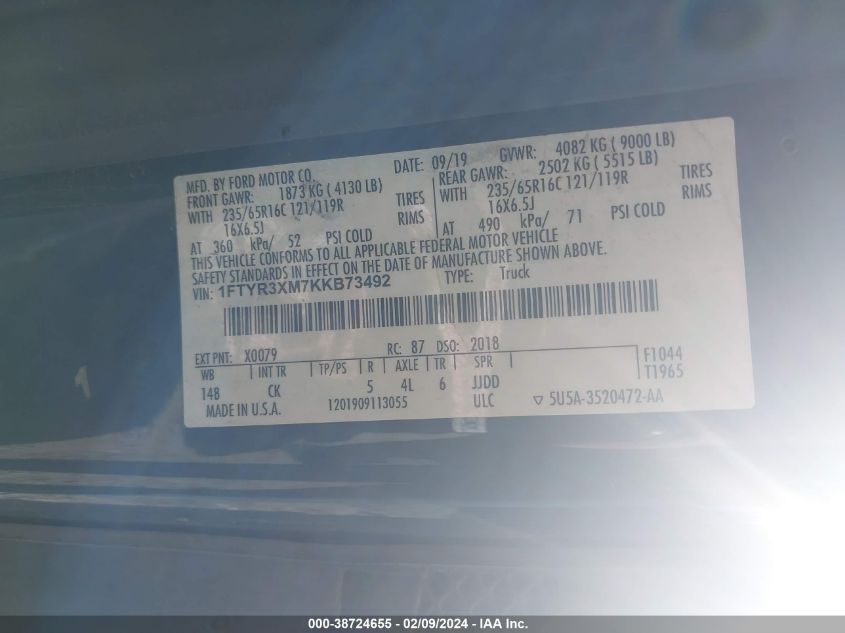 MFD. BY FORD MOTOR CO. DATE: 09/19 GVWR: 4082 KG ( 9000 LB)
FRONT GAWR: 1873 KG ( 4130 LB) REAR GAWR: 2502 KG ( 5515 LB)
WITH 235/65R16C 121/119R TIRES WITH 235/65R16C 121/119R TIRES
16X6.5J RIMS 16X6.5J RIMS
AT 360 kPa/ 52 PSI COLD AT 490 kPa/ 71 PSI COLD
THIS VEHICLE CONFORMS TO ALL APPLICABLE FEDERAL MOTOR VEHICLE
SAFETY STANDARDS IN EFFECT ON THE DATE OF MANUFACTURE SHOWN ABOVE.
VIN: 1FTYR3XM7KKB73492 TYPE: Truck
EXT PNT: X0079 RC: 87 DSO: 2018 F1044
WB INT TR TP/PS R AXLE TR SPR T1965
148 CK 5 4L 6 JJDD
MADE IN U.S.A. 1201909113055 ULC ▽ 5U5A-3520472-AA
000-38724655 - 02/09/2024 - IAA Inc.